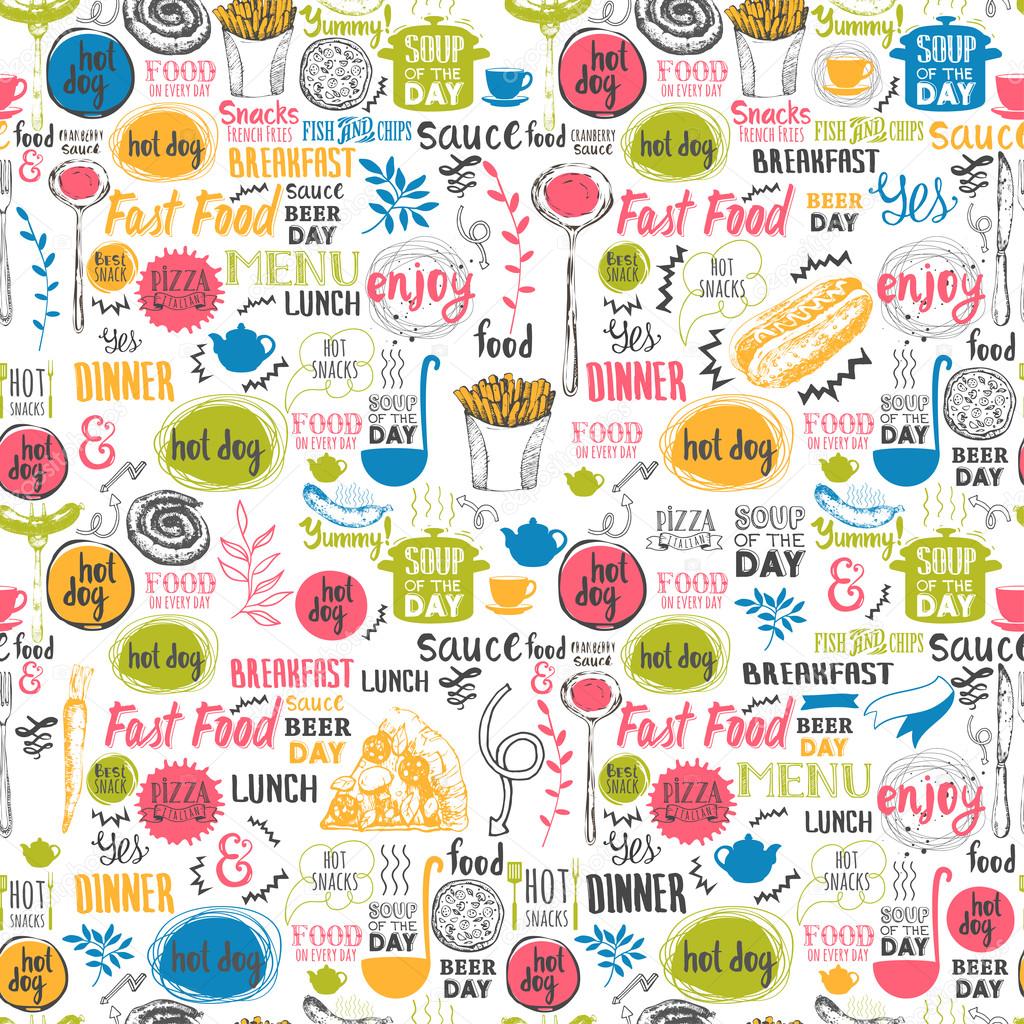 Yummy!
Yummy!
hot
dog
FOOD
ON EVERY DAY
SOUP
OF THE
DAY
hot
dog
FOOD
ON EVERY DAY
SOUP
OF THE
DAY
Snacks
FRENCH FRIES
FISH AND CHIPS
Snacks
FRENCH FRIES
FISH AND CHIPS
food
CRANBERRY
sauce
hot dog
sauce
food
CRANBERRY
sauce
hot dog
sauce
&
BREAKFAST
BREAKFAST
Fast Food
sauce
BEER
DAY
Fast Food
BEER
DAY
Yes
BEST
SNACK
PIZZA
ITALIAN
MENU
LUNCH
enjoy
BEST
SNACK
HOT
SNACKS
enjoy
Yes
food
Yes
food
HOT
SNACKS
DINNER
HOT
SNACKS
DINNER
hot
dog
&
hot dog
FOOD
ON EVERY DAY
SOUP
OF THE
DAY
FOOD
ON EVERY DAY
hot dog
FOOD
ON EVERY DAY
SOUP
OF THE
DAY
BEER
DAY
Yummy!
PIZZA
ITALIAN
SOUP
OF THE
DAY
Yummy!
hot
dog
FOOD
ON EVERY DAY
hot
dog
SOUP
OF THE
DAY
hot
dog
FOOD
ON EVERY DAY
&
SOUP
OF THE
DAY
food
hot dog
sauce
food
CRANBERRY
sauce
hot dog
FISH AND CHIPS
sauce
&
BREAKFAST
LUNCH
&
BREAKFAST
Fast Food
sauce
BEER
DAY
Fast Food
BEER
DAY
BEST
SNACK
PIZZA
ITALIAN
LUNCH
BEST
SNACK
PIZZA
ITALIAN
MENU
LUNCH
enjoy
Yes
&
HOT
SNACKS
food
Yes
HOT
SNACKS
food
HOT
SNACKS
DINNER
HOT
SNACKS
DINNER
hot
dog
hot dog
FOOD
ON EVERY DAY
SOUP
OF THE
DAY
BEER
DAY
hot
dog
hot dog
FOOD
ON EVERY DAY
SOUP
OF THE
DAY
hot
dog
BEER
DAY